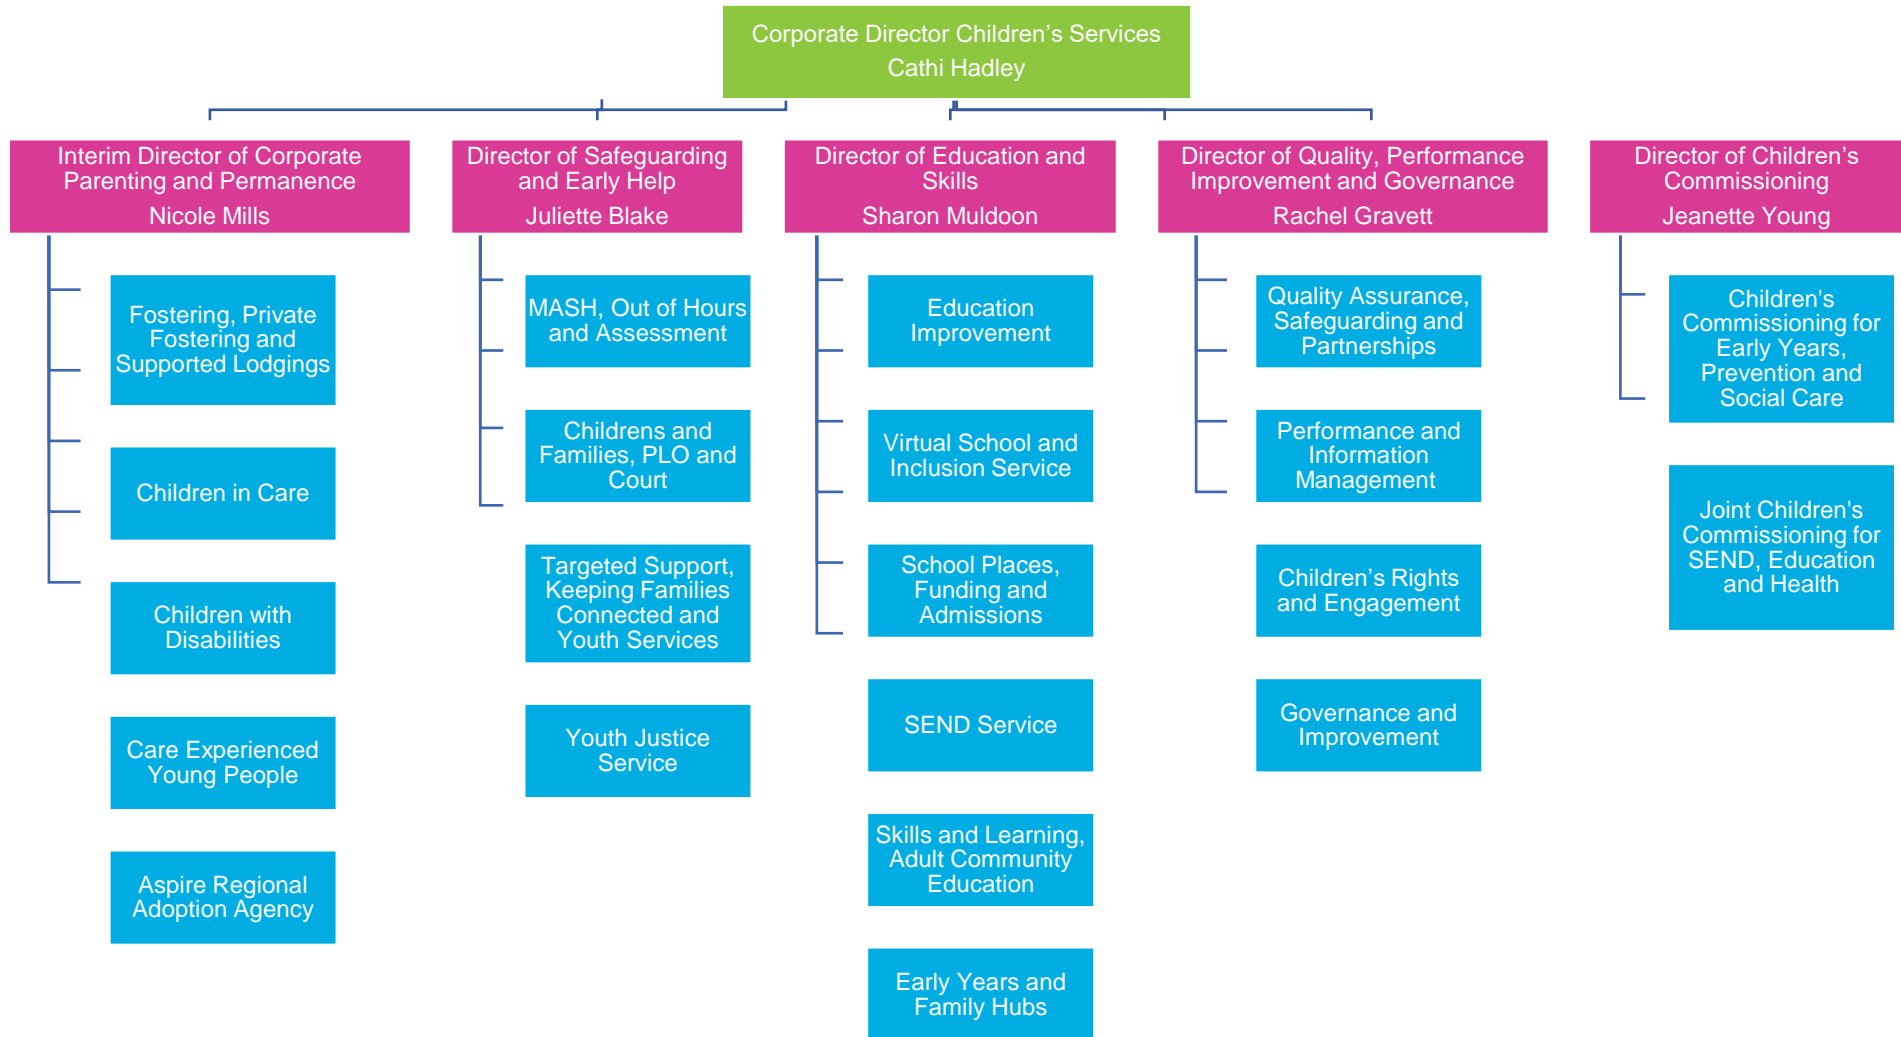 Corporate Director Children’s Services
Cathi Hadley
Interim Director of Corporate
Parenting and Permanence
Nicole Mills
Fostering, Private
Fostering and
Supported Lodgings
Children in Care
Children with
Disabilities
Care Experienced
Young People
Aspire Regional
Adoption Agency
Director of Safeguarding
and Early Help
Juliette Blake
MASH, Out of Hours
and Assessment
Childrens and
Families, PLO and
Court
Targeted Support,
Keeping Families
Connected and
Youth Services
Youth Justice
Service
Director of Education and
Skills
Sharon Muldoon
Education
Improvement
Virtual School and
Inclusion Service
School Places,
Funding and
Admissions
SEND Service
Skills and Learning,
Adult Community
Education
Early Years and
Family Hubs
Director of Quality, Performance
Improvement and Governance
Rachel Gravett
Quality Assurance,
Safeguarding and
Partnerships
Performance and
Information
Management
Children’s Rights
and Engagement
Governance and
Improvement
Director of Children’s
Commissioning
Jeanette Young
Children's
Commissioning for
Early Years,
Prevention and
Social Care
Joint Children's
Commissioning for
SEND, Education
and Health